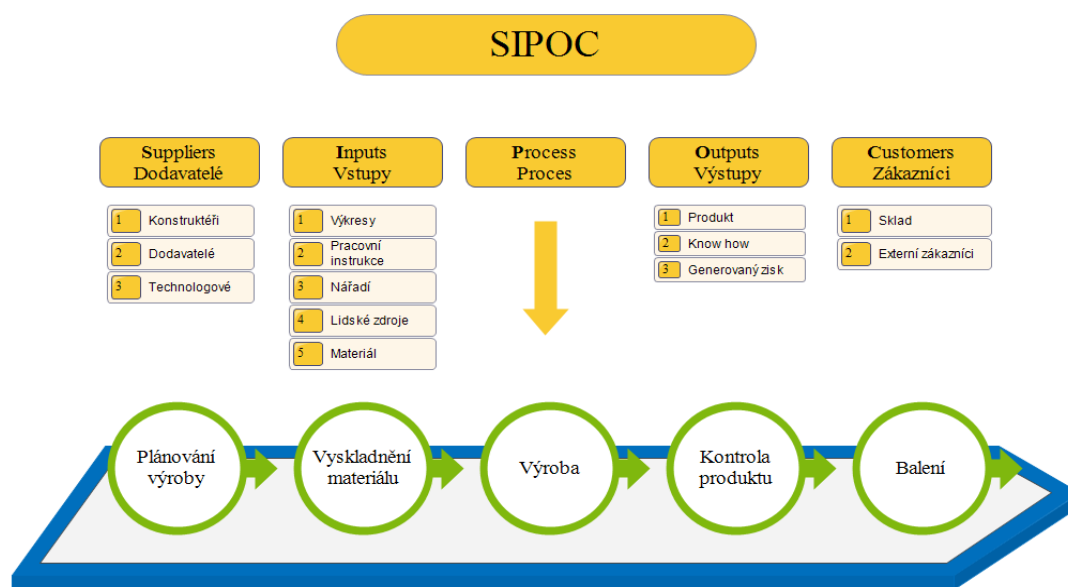 SIPOC
Suppliers
Dodavatelé
1 Konstruktéři
2 Dodavatelé
3 Technologové
Inputs
Vstupy
1 Výkresy
2 Pracovní
instrukce
3 Nářadí
4 Lidské zdroje
5 Materiál
Process
Proces
Outputs
Výstupy
1 Produkt
2 Know how
3 Generovaný zisk
Customers
Zákazníci
1 Sklad
2 Externí zákazníci
Plánování
výroby
Vyskladnění
materiálu
Výroba
Kontrola
produktu
Balení